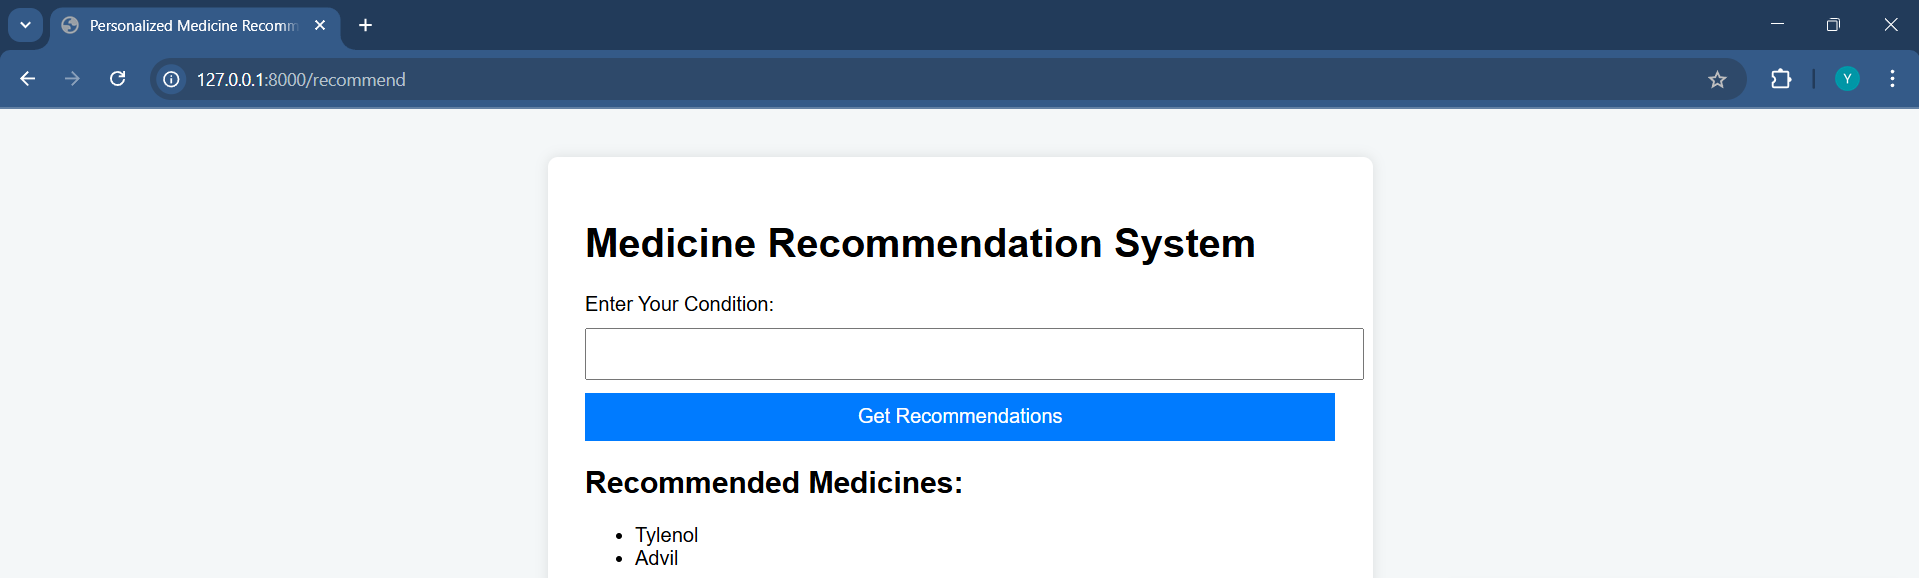 Personalized Medicine Recomm
127.0.0.1:8000/recommend
Y
Medicine Recommendation System
Enter Your Condition:
Get Recommendations
Recommended Medicines:
• Tylenol
• Advil